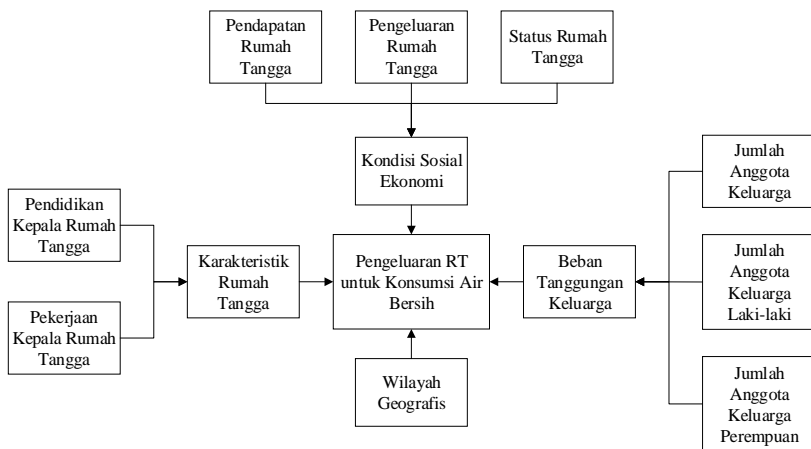 Pendapatan
Rumah
Tangga
Pengeluaran
Rumah
Tangga
Status Rumah
Tangga
Kondisi Sosial
Ekonomi
Jumlah
Anggota
Keluarga
Pendidikan
Kepala Rumah
Tangga
Karakteristik
Rumah
Tangga
Pengeluaran RT
untuk Konsumsi Air
Bersih
Beban
Tanggungan
Keluarga
Jumlah
Anggota
Keluarga
Laki-laki
Pekerjaan
Kepala Rumah
Tangga
Wilayah
Geografis
Jumlah
Anggota
Keluarga
Perempuan